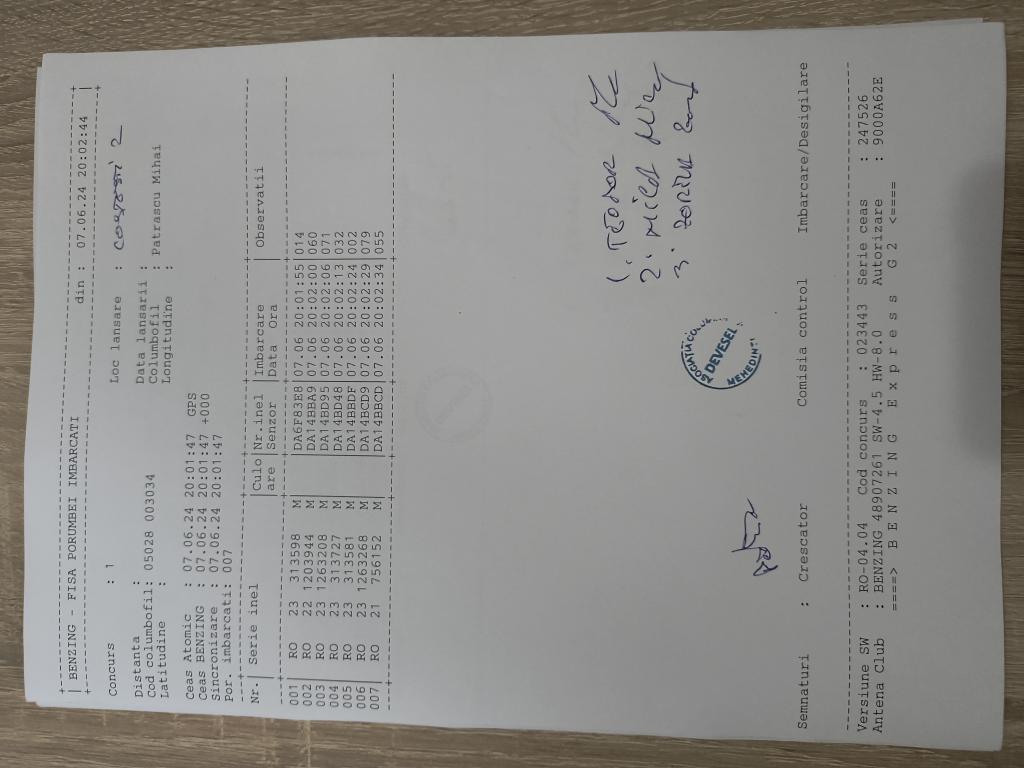 BENZING - FISA PORUMBEI IMBARCATI din : 07.06.24 20:02:44
Concurs : 1 Loc lansare : 2
Distanta : Data lansarii :
Cod columbofil: 05028 003034 Columbofil : Patrascu Mihai
Latitudine : Longitudine :
Ceas Atomic : 07.06.24 20:01:47 GPS
Ceas BENZING : 07.06.24 20:01:47 +000
Sincronizare : 07.06.24 20:01:47
Por. imbarcati: 007
Nr.| Serie inel |Culo|Nr.inel |Imbarcare | Observatii
|are |Senzor |Data Ora |
001| RO 23 313598 M |DA6F83E8|07.06 20:01:55|014
002| RO 22 1039444 M |DA14BBA9|07.06 20:02:00|060
003| RO 23 1263208 M |DA14BD95|07.06 20:02:06|071
004| RO 23 313727 M |DA14BD48|07.06 20:02:13|032
005| RO 23 311581 M |DA14BBDF|07.06 20:02:24|002
006| RO 23 1263268 M |DA14BCD9|07.06 20:02:29|079
007| RO 21 756152 M |DA14BBCD|07.06 20:02:34|055
1.
2.
3.
DEVESEL
MEHEDINTI
Semnaturi : Crescator Comisia control Imbarcare/Desigilare
Versiune SW : RO-04.04 Cod concurs : 023443 Serie ceas : 247526
Antena Club : BENZING 48907261 SW-4.5 HW-8.0 Autorizare : 9000A62E
====> B E N Z I N G E x p r e s s G 2 <====